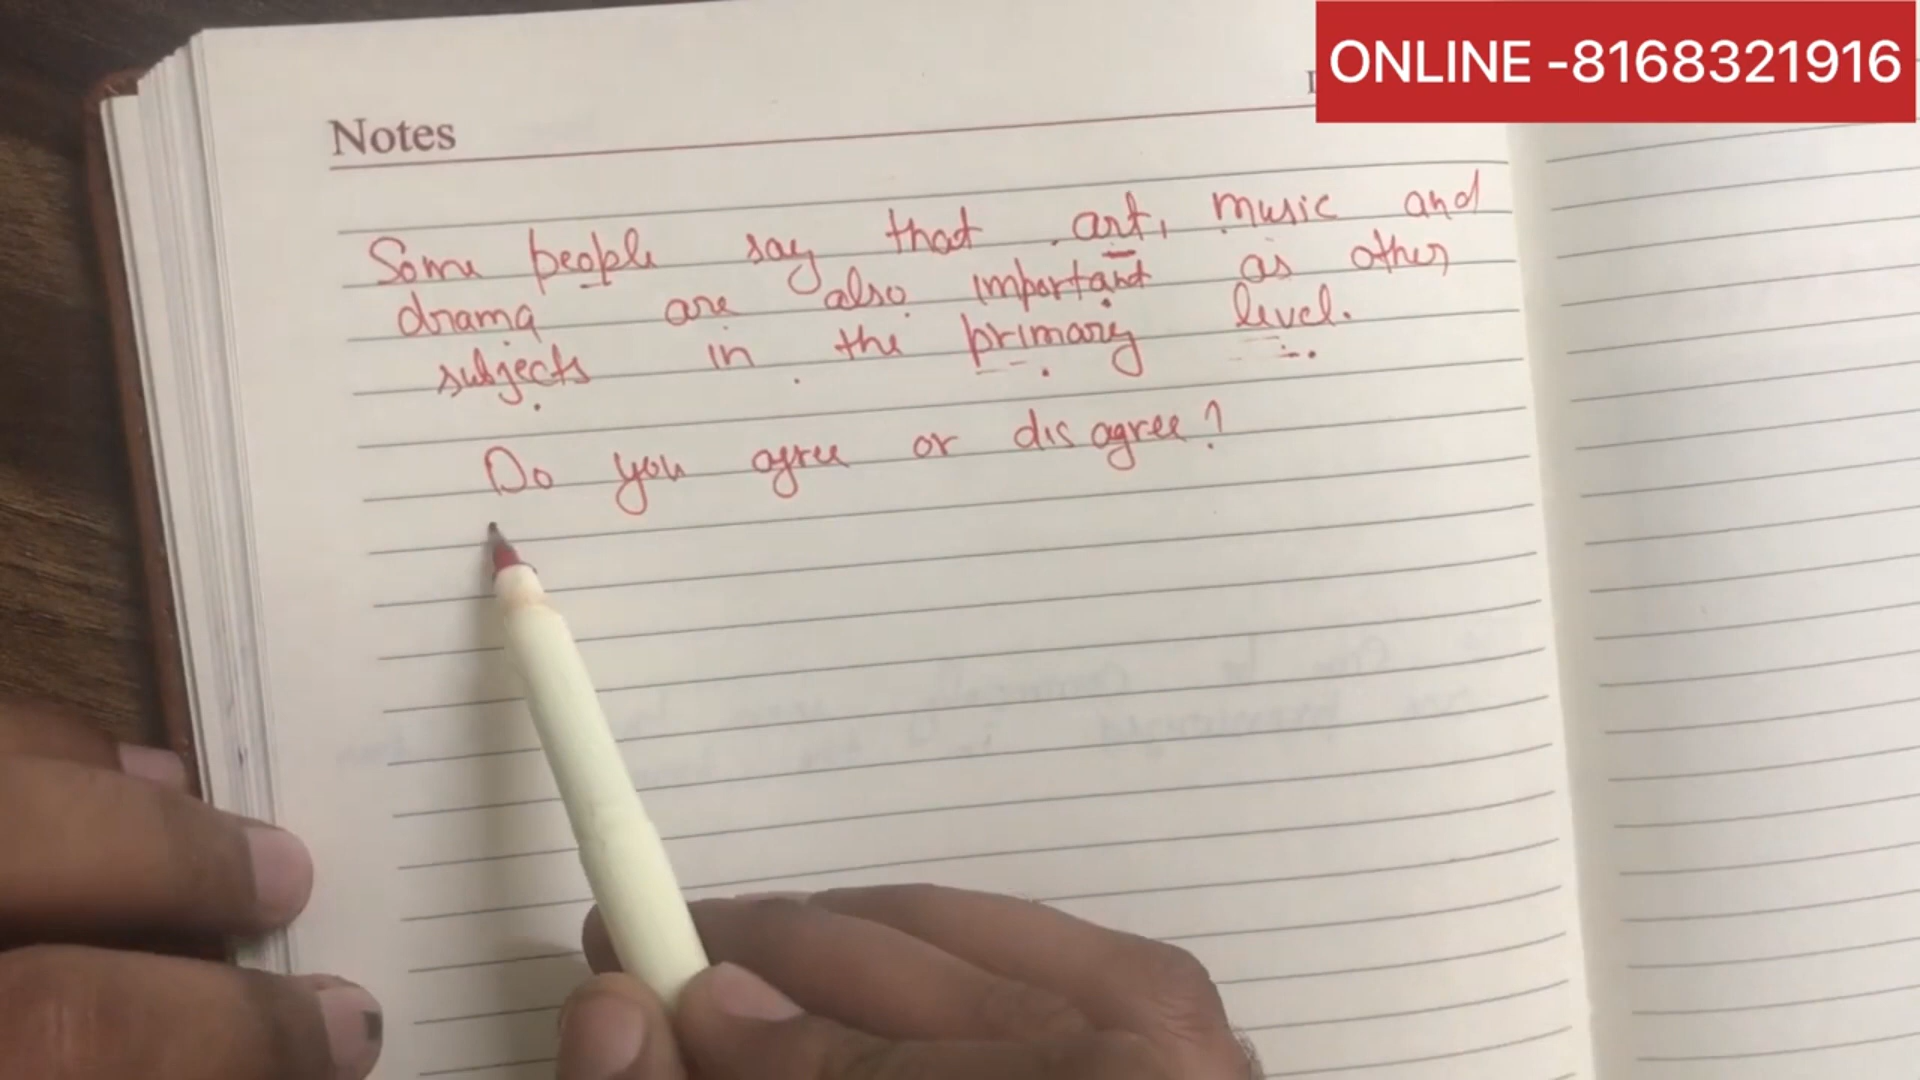 ONLINE -8168321916
Notes
Some people say that art, music and
drama are also important as other
subjects in the primary level.
Do you agree or disagree?